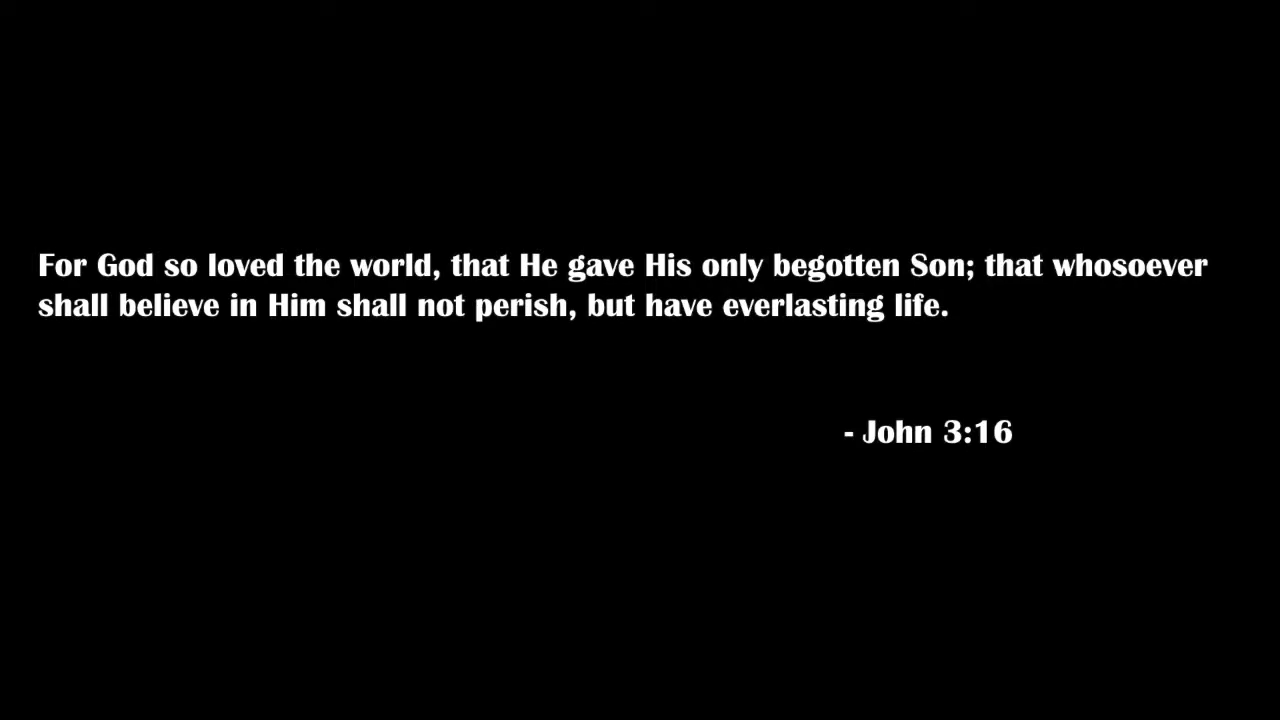 For God so loved the world, that He gave His only begotten Son; that whosoever
shall believe in Him shall not perish, but have everlasting life.
- John 3:16